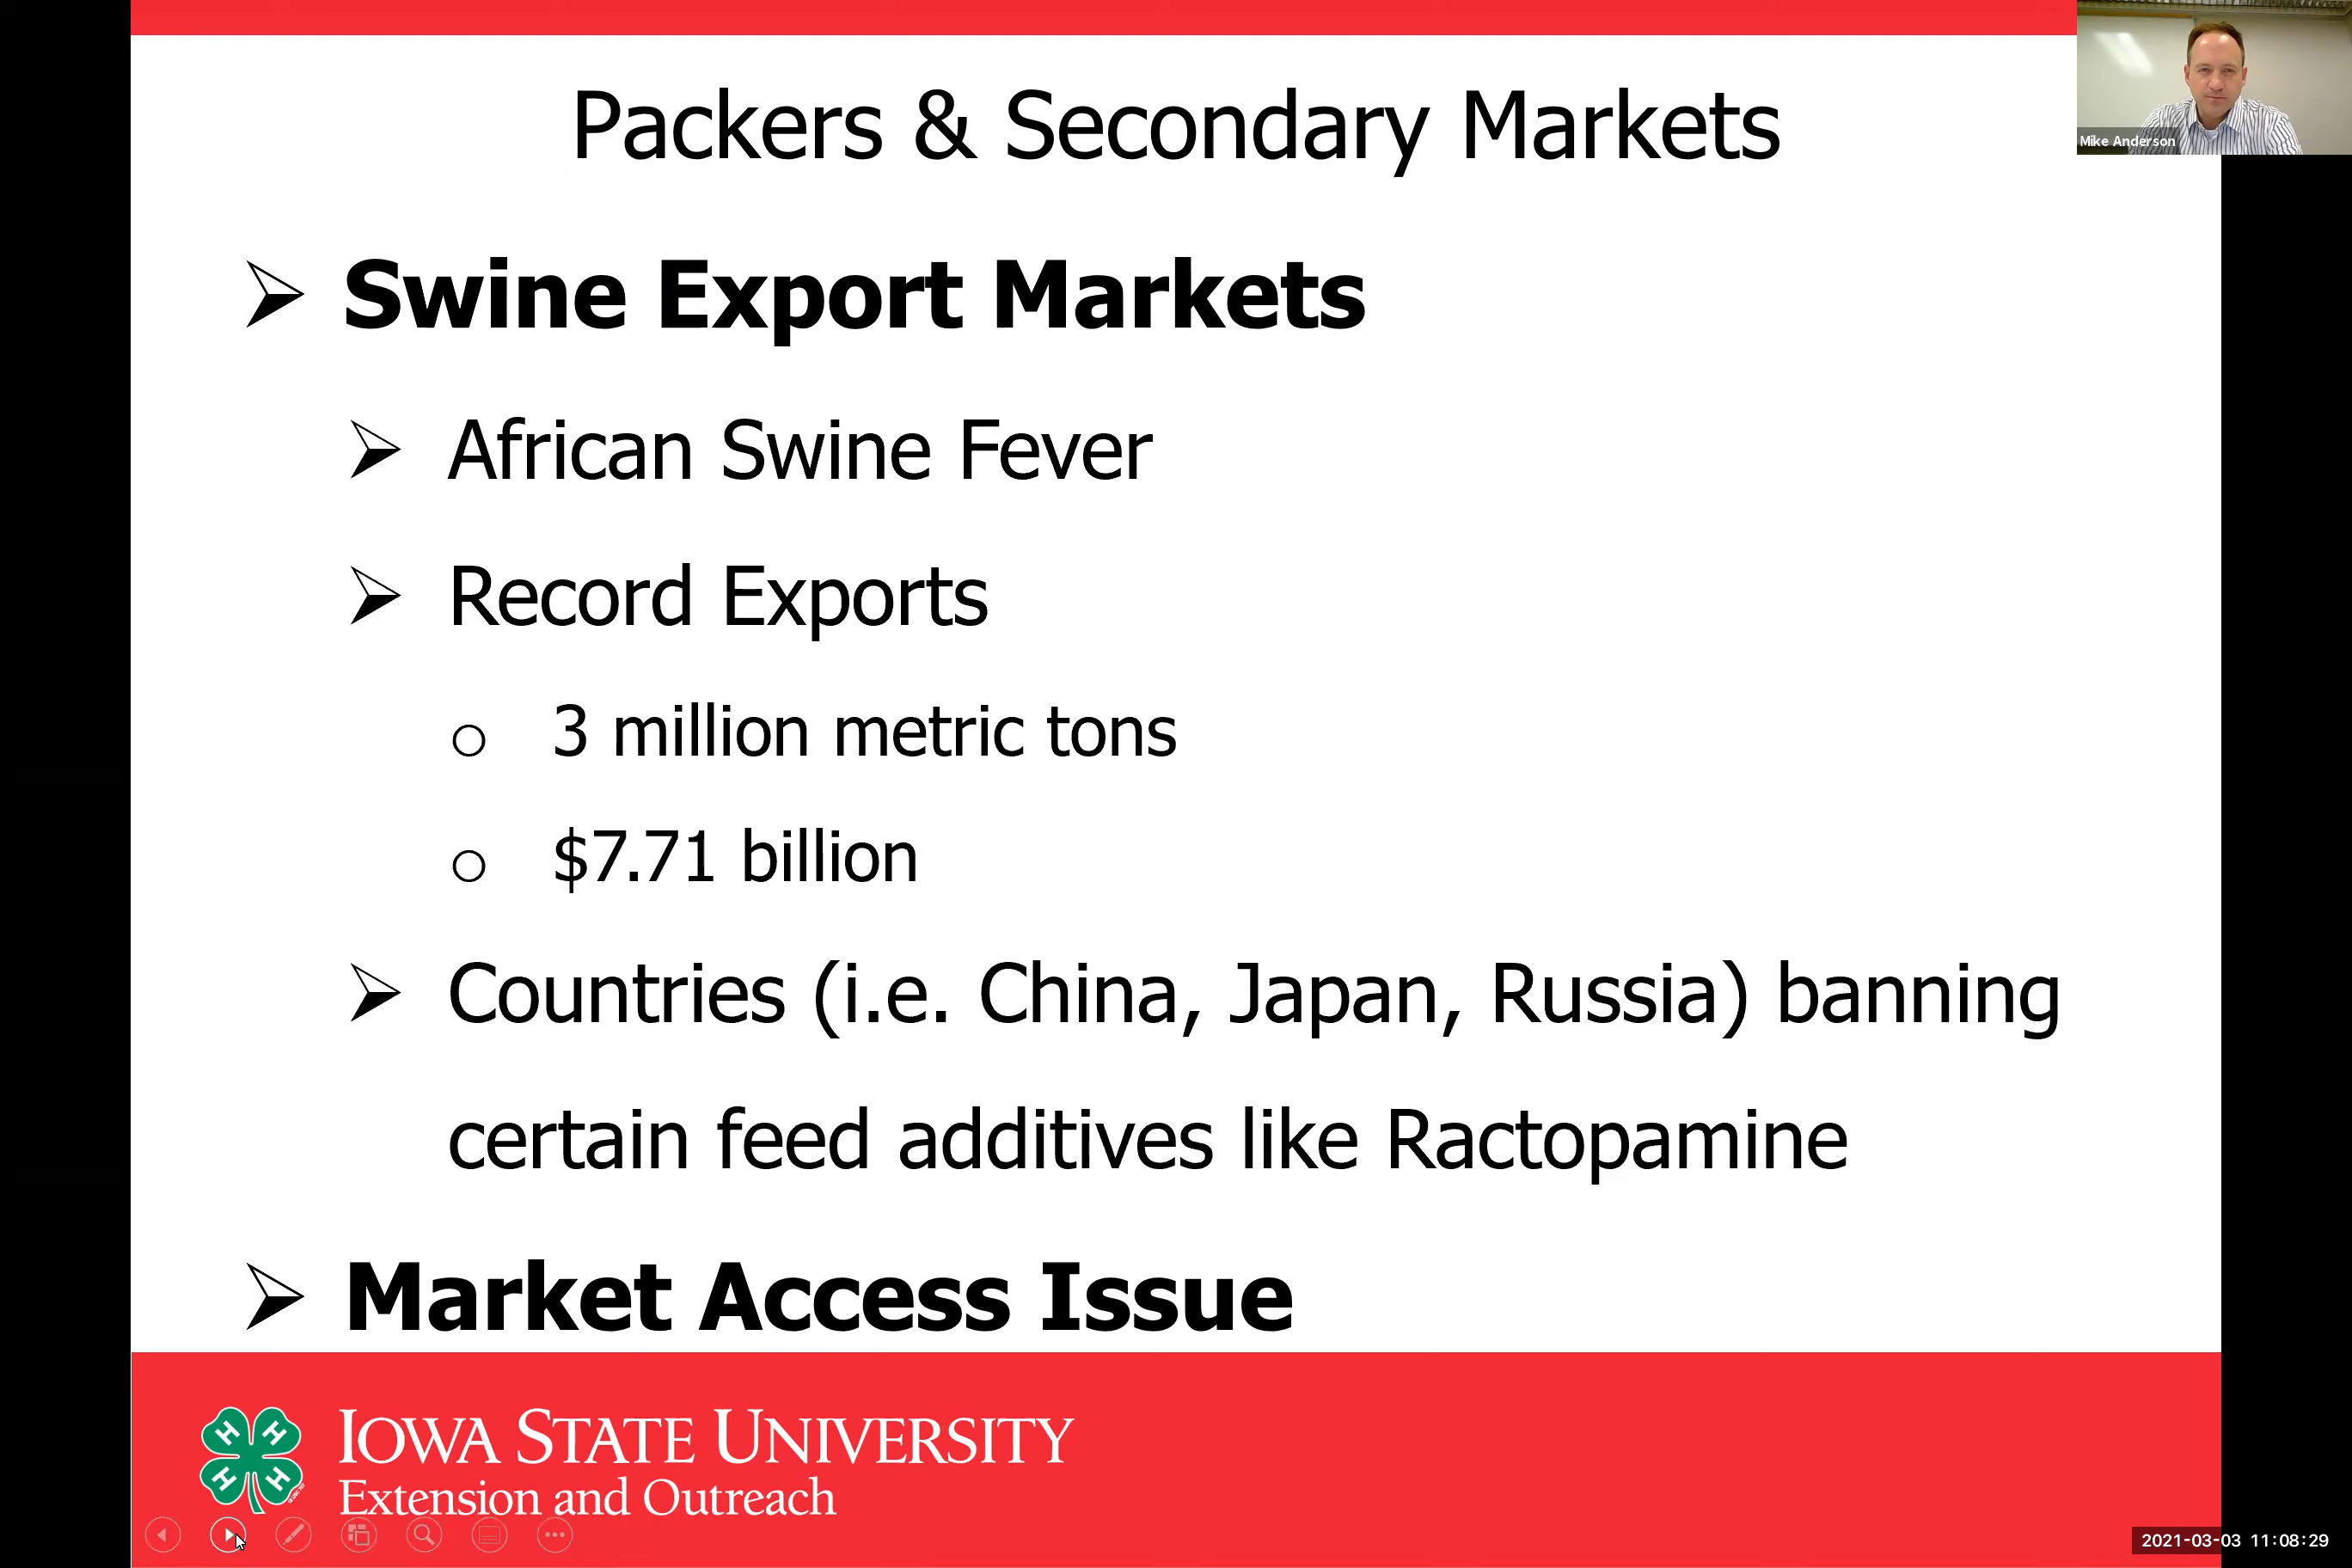 Packers & Secondary Markets
Mike Anderson
Swine Export Markets
African Swine Fever
Record Exports
3 million metric tons
$7.71 billion
Countries (i.e. China, Japan, Russia) banning
certain feed additives like Ractopamine
Market Access Issue
H H
H H
IOWA STATE UNIVERSITY
Extension and Outreach
2021-03-03 11:08:29